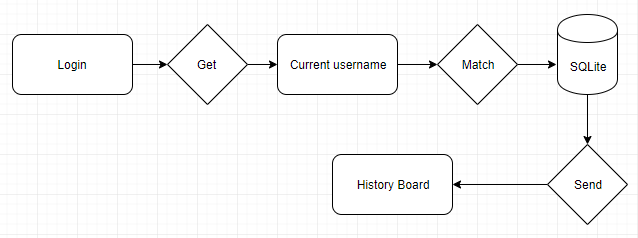 Login
Get
Current username
Match
SQLite
Send
History Board